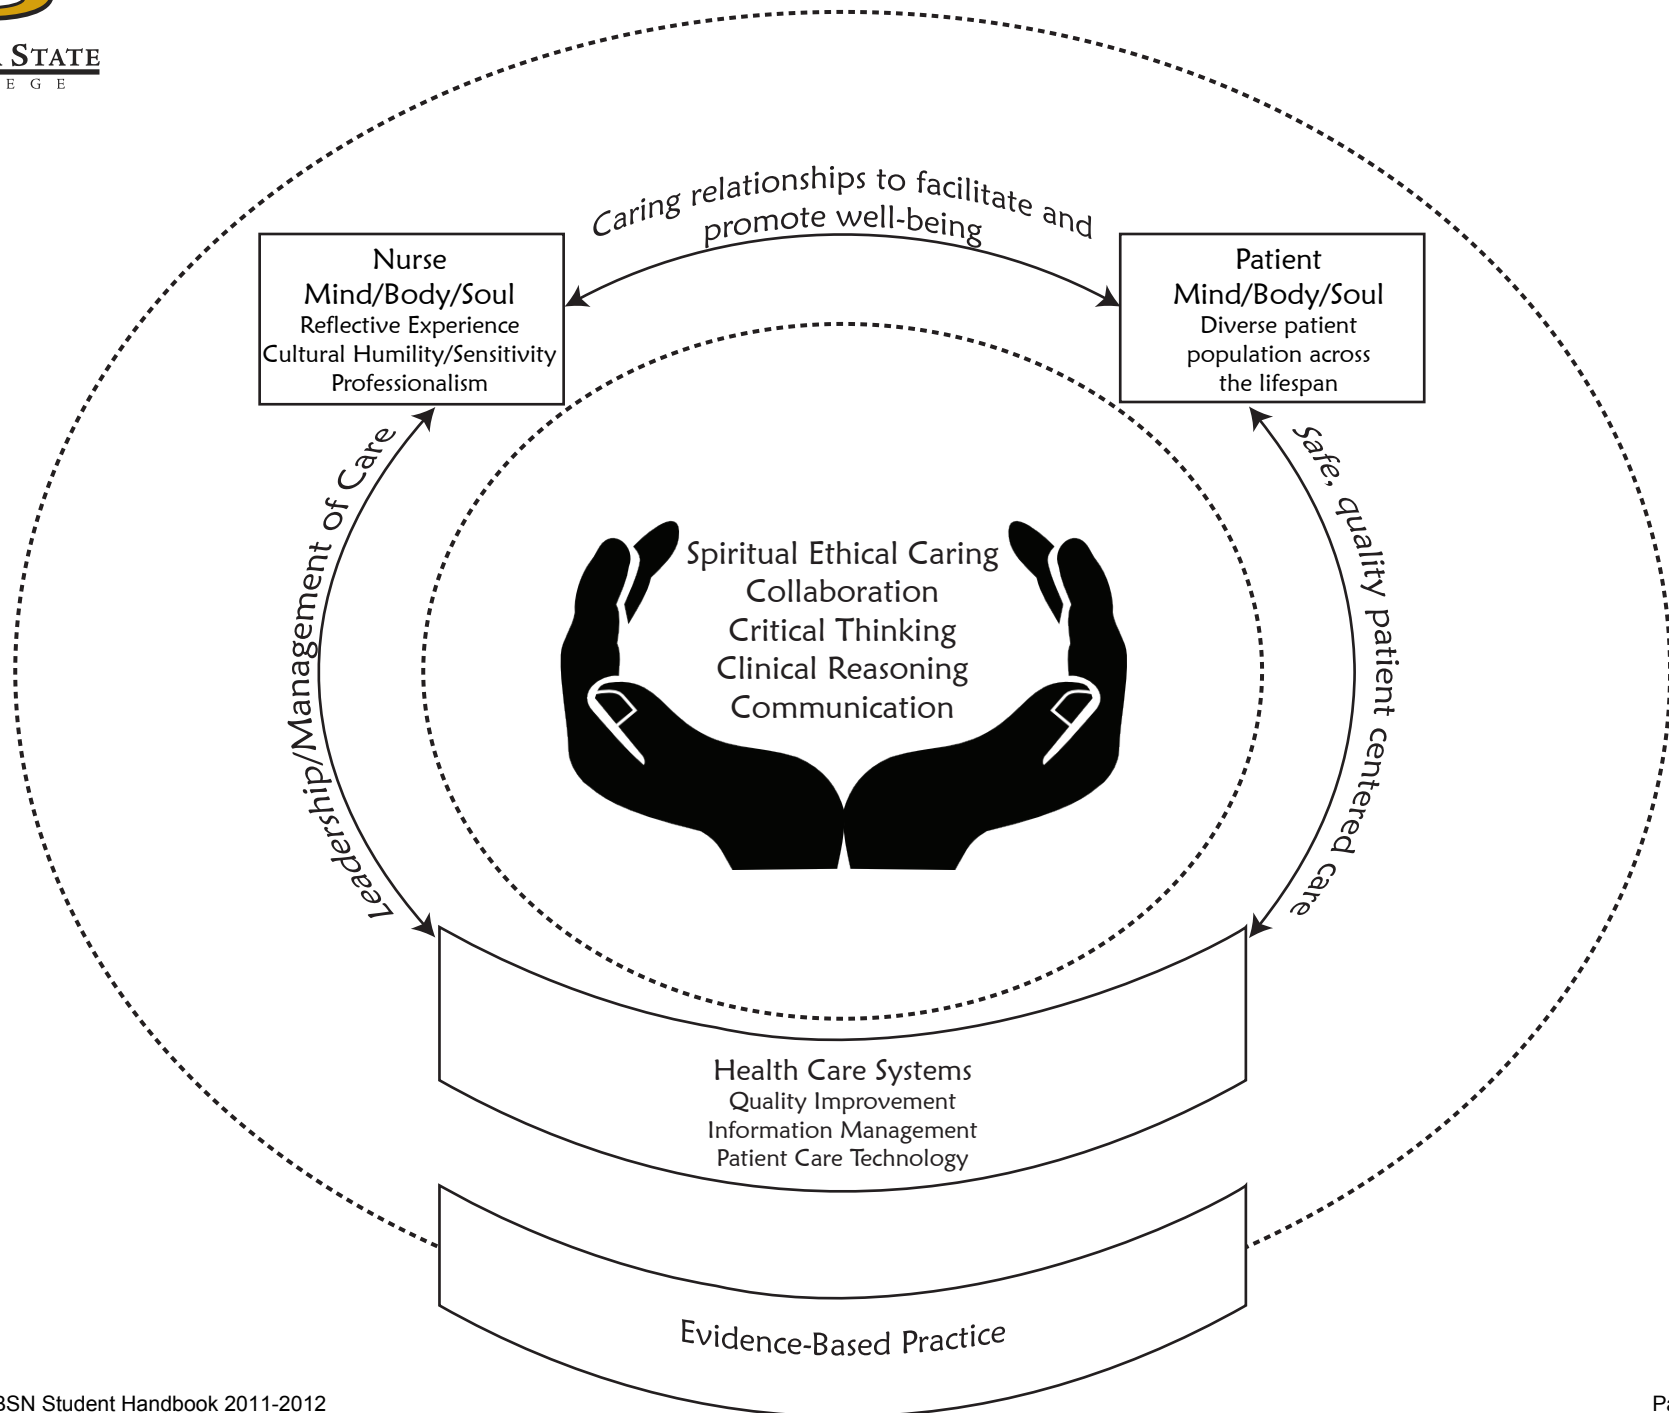 STATE
E G E
Caring relationships to facilitate and
promote well-being
Nurse
Mind/Body/Soul
Reflective Experience
Cultural Humility/Sensitivity
Professionalism
Patient
Mind/Body/Soul
Diverse patient
population across
the lifespan
Leadership/Management of Care
Safe, quality patient centered care
Spiritual Ethical Caring
Collaboration
Critical Thinking
Clinical Reasoning
Communication
Health Care Systems
Quality Improvement
Information Management
Patient Care Technology
Evidence-Based Practice
BSN Student Handbook 2011-2012